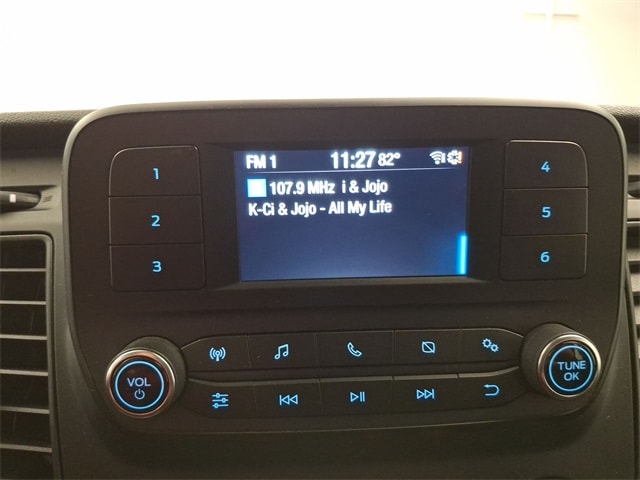 FM 1 11:27 82°
107.9 MHz i & Jojo
K-Ci & Jojo - All My Life
1
2
3
4
5
6
VOL
TUNE
OK